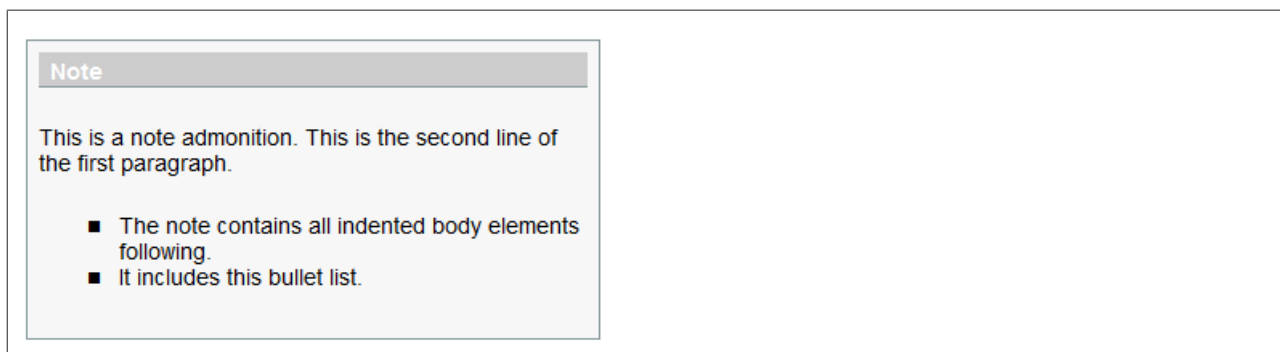 Note
This is a note admonition. This is the second line of
the first paragraph.
The note contains all indented body elements
following.
It includes this bullet list.